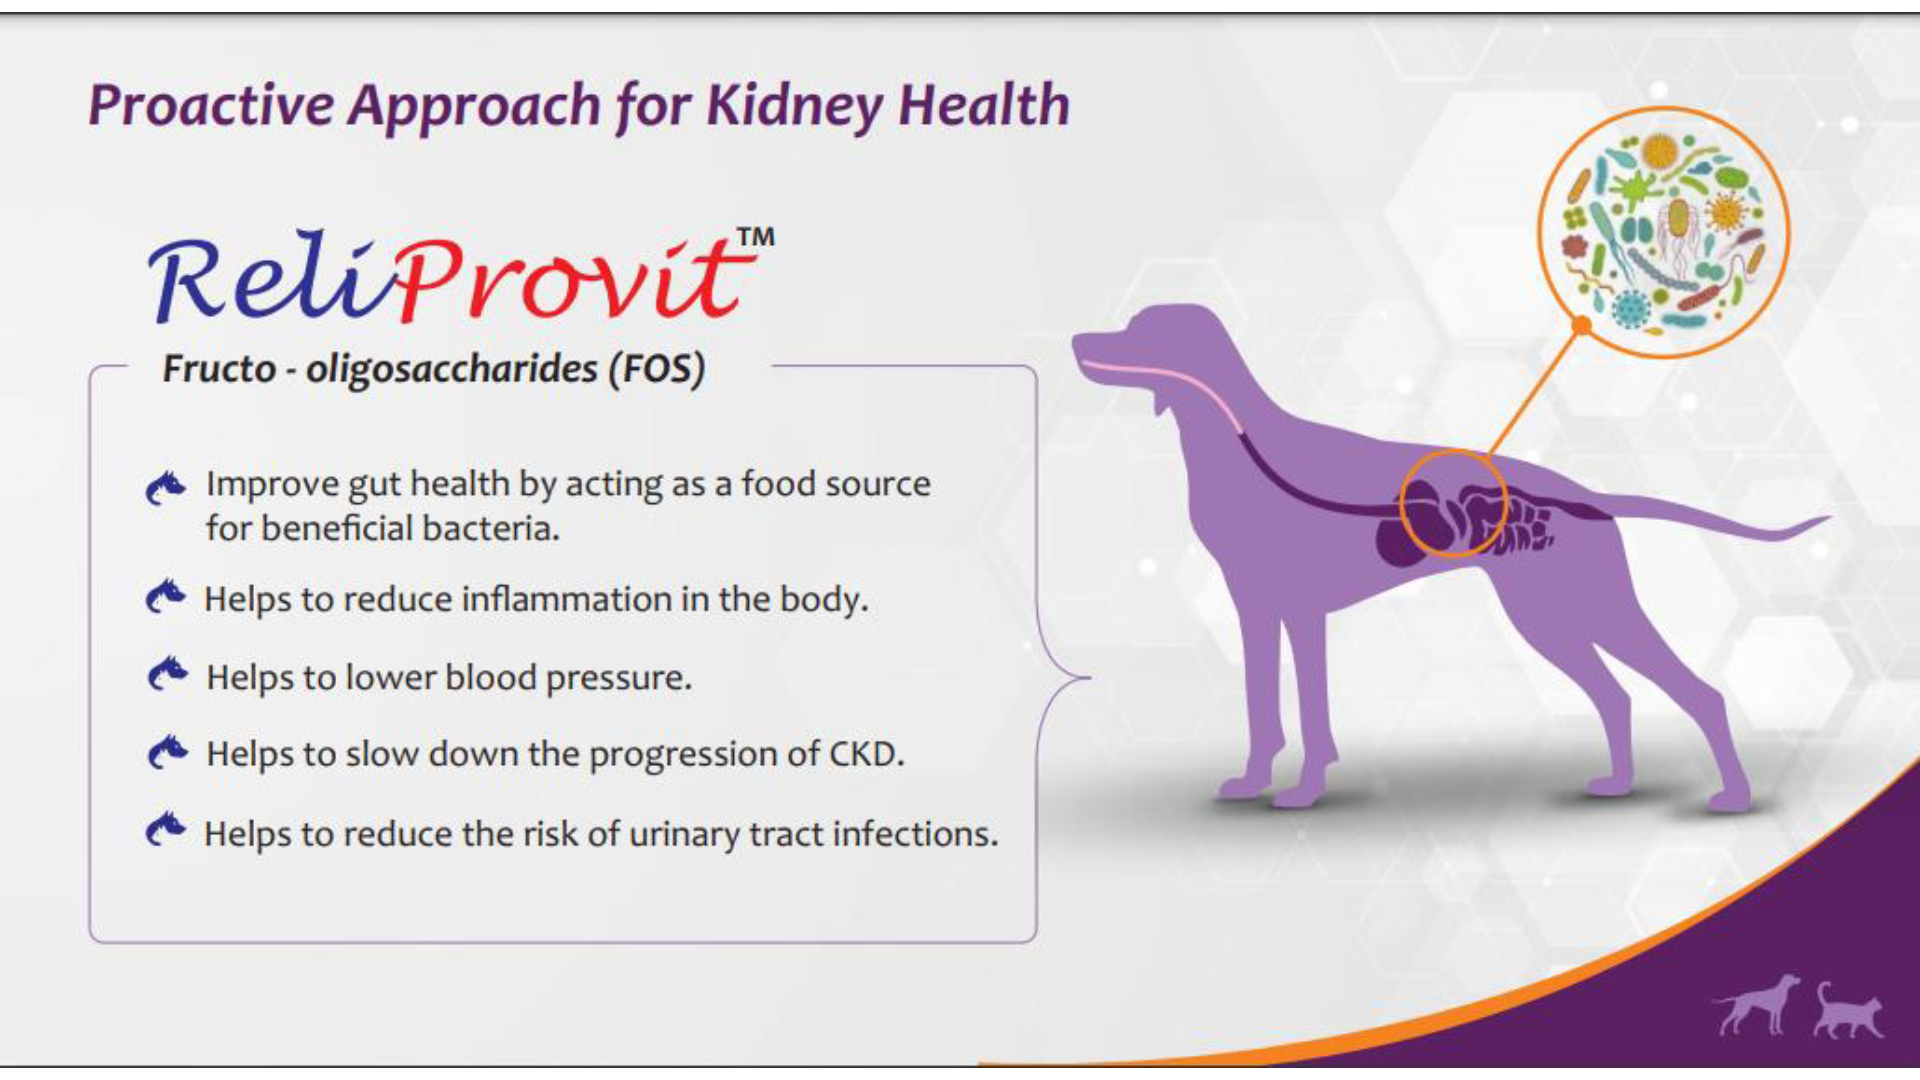 Proactive Approach for Kidney Health
ReliProvit™
Fructo - oligosaccharides (FOS)
Improve gut health by acting as a food source
for beneficial bacteria.
Helps to reduce inflammation in the body.
Helps to lower blood pressure.
Helps to slow down the progression of CKD.
Helps to reduce the risk of urinary tract infections.